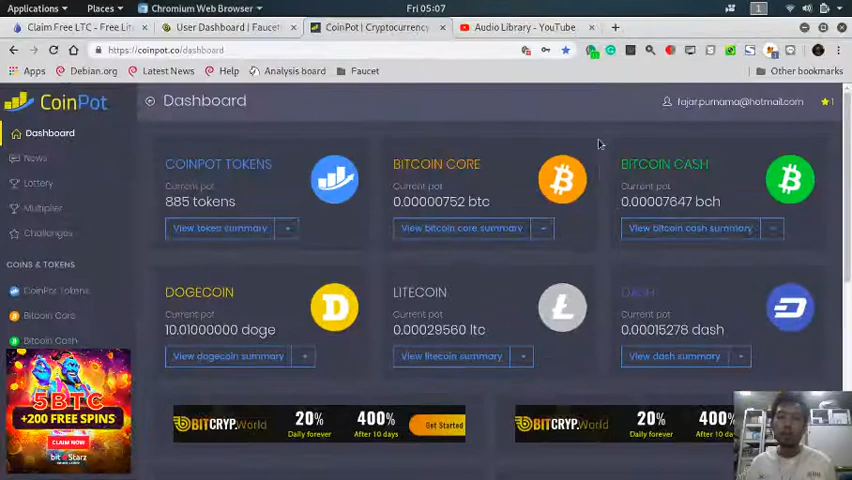 Applications Places Chromium Web Browser Fri 05:07 1
Claim Free LTC - Free Lit
User Dashboard | Faucet
CoinPot | Cryptocurrency
Audio Library - YouTube
https://coinpot.co/dashboard
Apps Debian.org Latest News Help Analysis board Faucet Other bookmarks
CoinPot
Dashboard
fajar.purnama@hotmail.com 1
Dashboard
News
Lottery
Multiplier
Challenges
COINS & TOKENS
CoinPot Tokens
Bitcoin Core
Bitcoin Cash
COINPOT TOKENS
Current pot
885 tokens
View token summary
BITCOIN CORE
Current pot
0.00000752 btc
View bitcoin core summary
BITCOIN CASH
Current pot
0.00007647 bch
View bitcoin cash summary
DOGECOIN
Current pot
10.01000000 doge
View dogecoin summary
LITECOIN
Current pot
0.00029560 ltc
View litecoin summary
DASH
Current pot
0.00015278 dash
View dash summary
5BTC
+200 FREE SPINS
CLAIM NOW
bitStarz
BITCRYP.World
20%
Daily forever
400%
After 10 days
Get Started
BITCRYP.World
20%
Daily forever
400
After